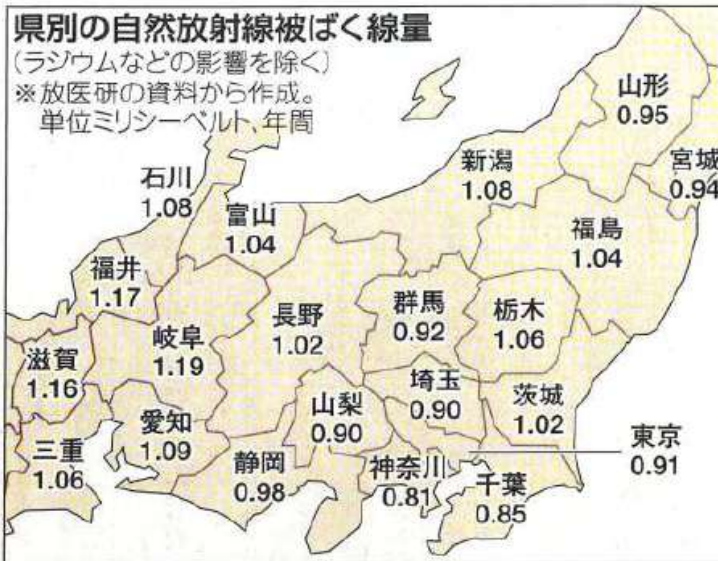 県別の自然放射線被ばく線量
(ラジウムなどの影響を除く)
※放医研の資料から作成。
単位ミリシーベルト、年間
山形
0.95
宮城
0.94
新潟
1.08
石川
1.08
富山
1.04
福島
1.04
福井
1.17
長野
1.02
群馬
0.92
栃木
1.06
岐阜
1.19
滋賀
1.16
埼玉
0.90
茨城
1.02
山梨
0.90
愛知
1.09
東京
0.91
三重
1.06
静岡
0.98
神奈川
0.81
千葉
0.85